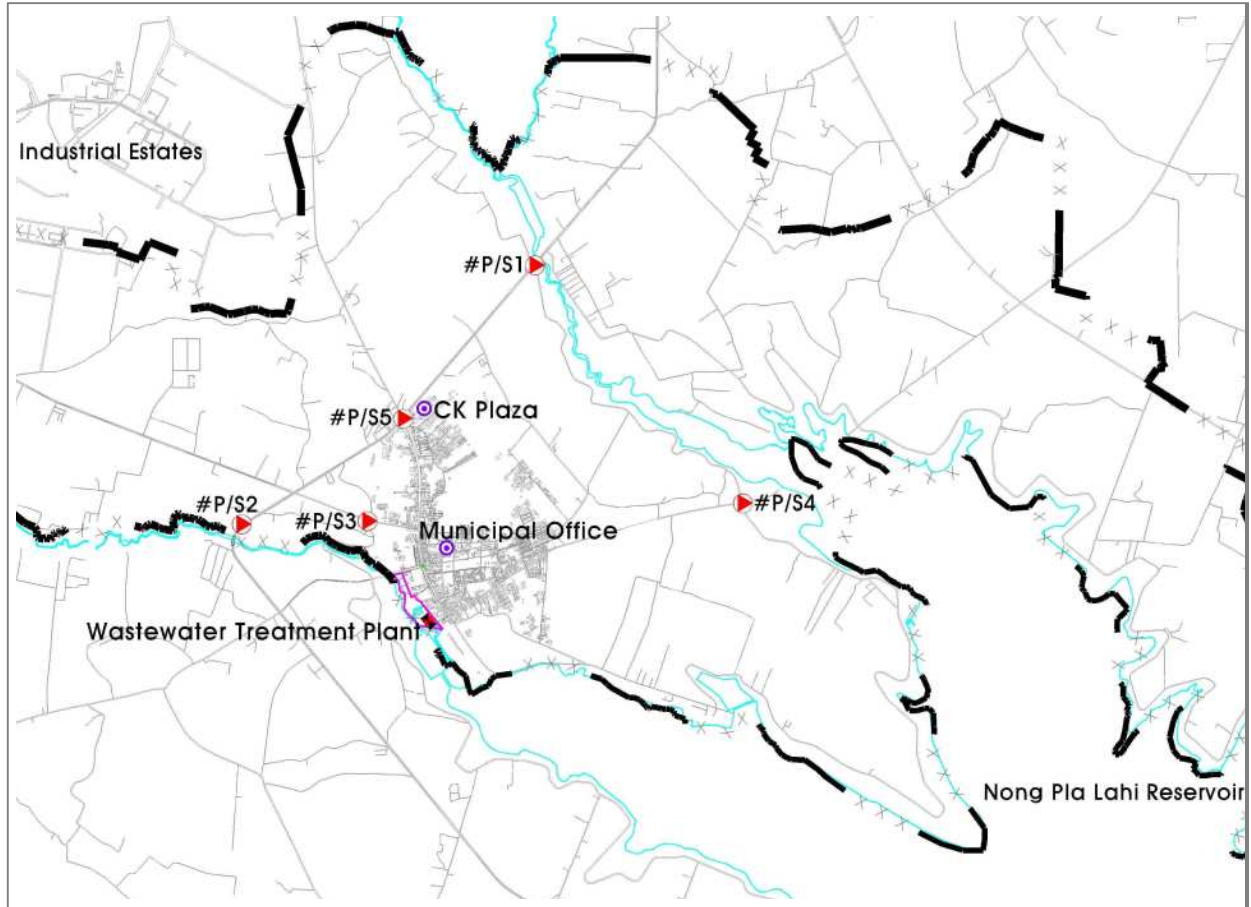 Industrial Estates
#P/S1
#P/S5
CK Plaza
#P/S2
#P/S3
#P/S4
Municipal Office
Wastewater Treatment Plant
Nong Pla Lahi Reservoir